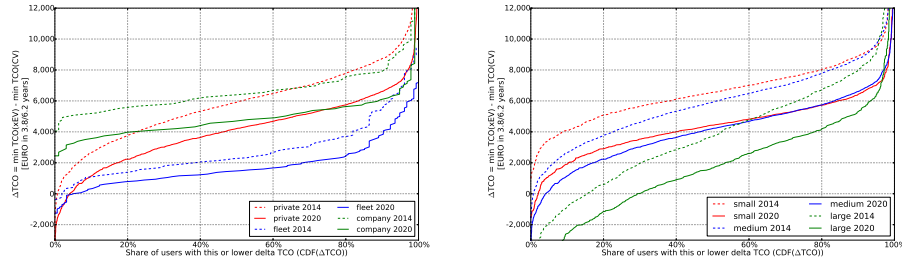 ΔTCO = min TCO(xEV) - min TCO(CV)
[EURO in 3.8/6.2 years]
12,000
10,000
8,000
6,000
4,000
2,000
0
-2,000
0%
20%
40%
60%
80%
100%
private 2014
private 2020
fleet 2014
fleet 2020
company 2014
company 2020
Share of users with this or lower delta TCO (CDF(ΔTCO))
ΔTCO = min TCO(xEV) - min TCO(CV)
[EURO in 3.8/6.2 years]
12,000
10,000
8,000
6,000
4,000
2,000
0
-2,000
0%
20%
40%
60%
80%
100%
small 2014
small 2020
medium 2014
medium 2020
large 2014
large 2020
Share of users with this or lower delta TCO (CDF(ΔTCO))